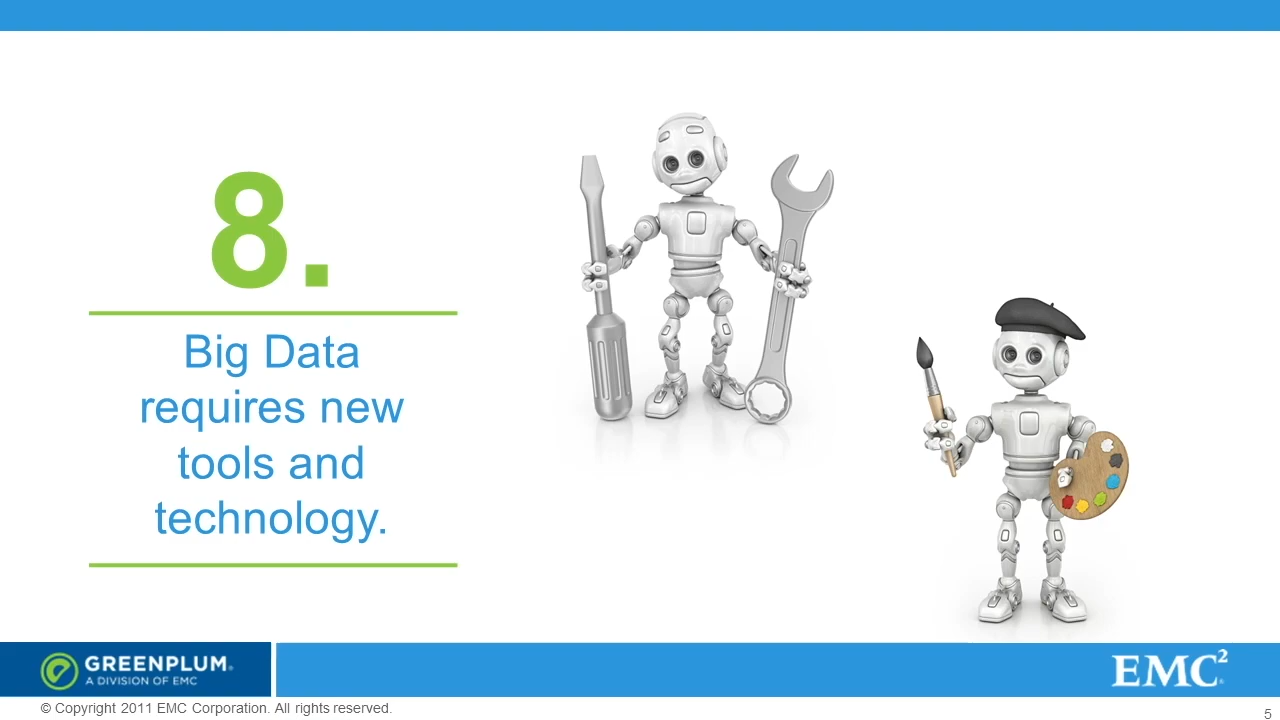 8.
Big Data
requires new
tools and
technology.
GREENPLUM®
A DIVISION OF EMC
EMC²®
© Copyright 2011 EMC Corporation. All rights reserved.
5